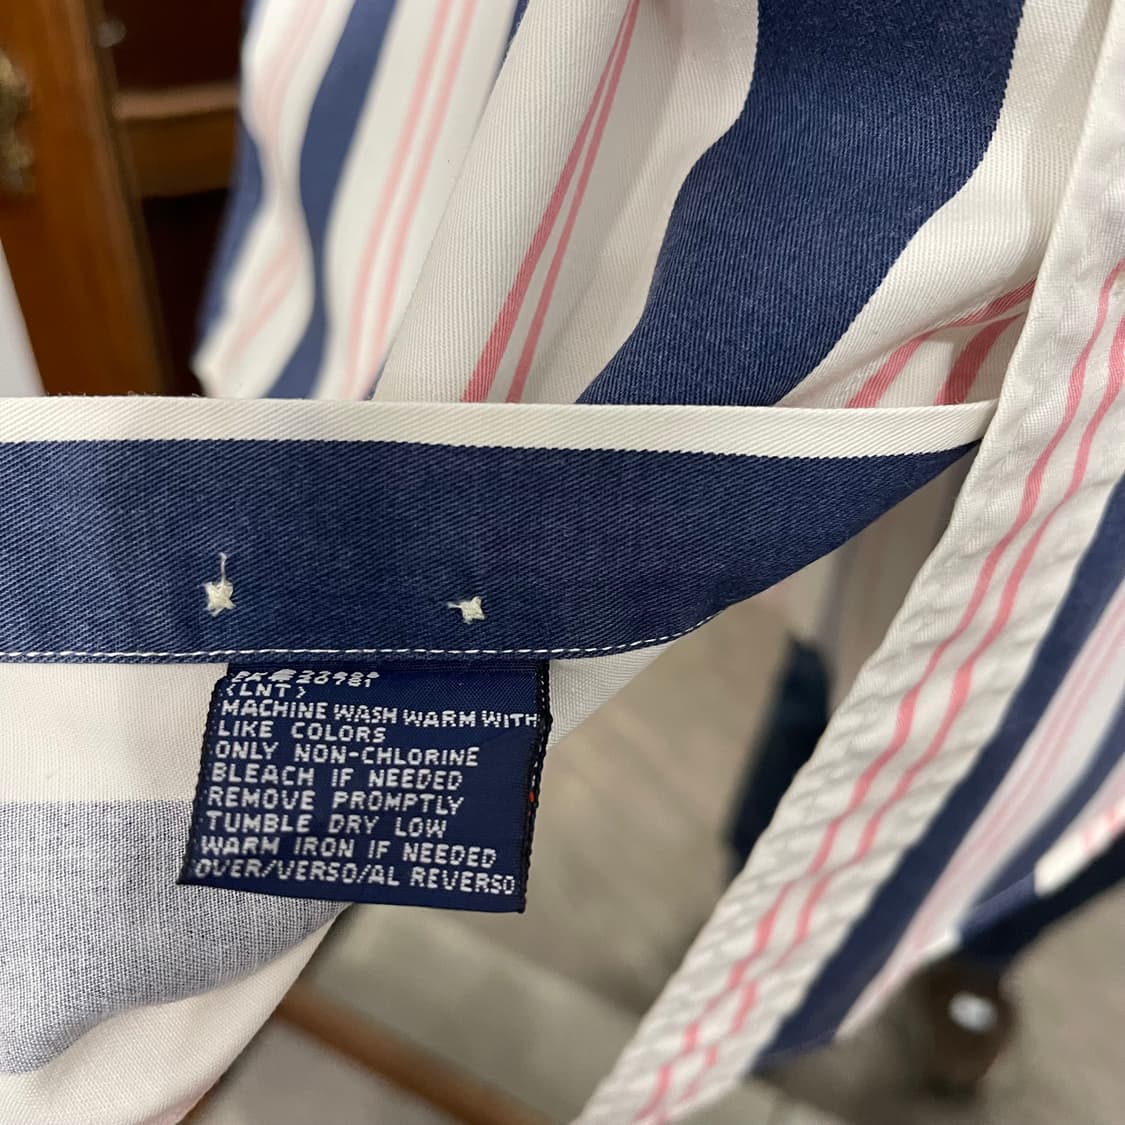 <LNT>
MACHINE WASH WARM WITH
LIKE COLORS
ONLY NON-CHLORINE
BLEACH IF NEEDED
REMOVE PROMPTLY
TUMBLE DRY LOW
WARM IRON IF NEEDED
OVER/VERSO/AL REVERSO